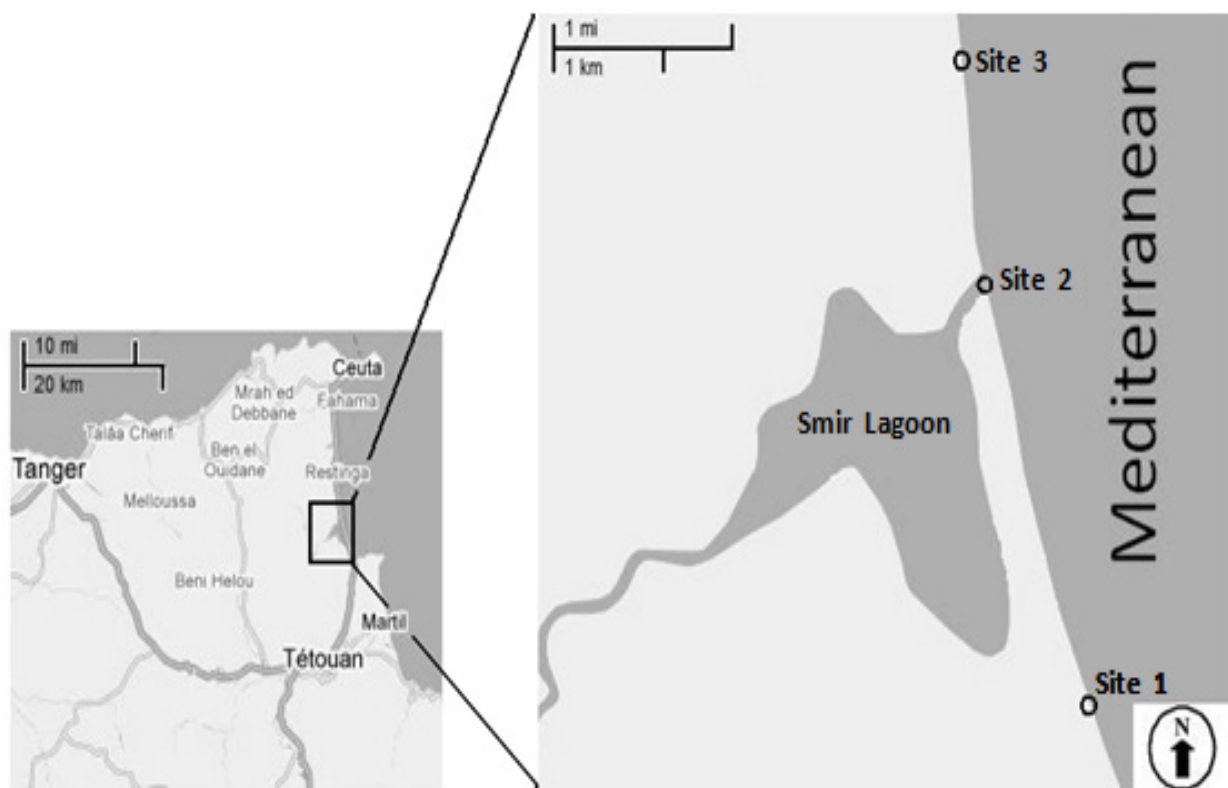 10 mi
20 km
Ceuta
Mrah ed
Debbane
Fahama
Talâa Cherif
Ben el
Ouidane
Tanger
Restinga
Melloussa
Beni Helou
Martil
Tétouan
1 mi
1 km
Site 3
Site 2
Smir Lagoon
Mediterranean
Site 1
N